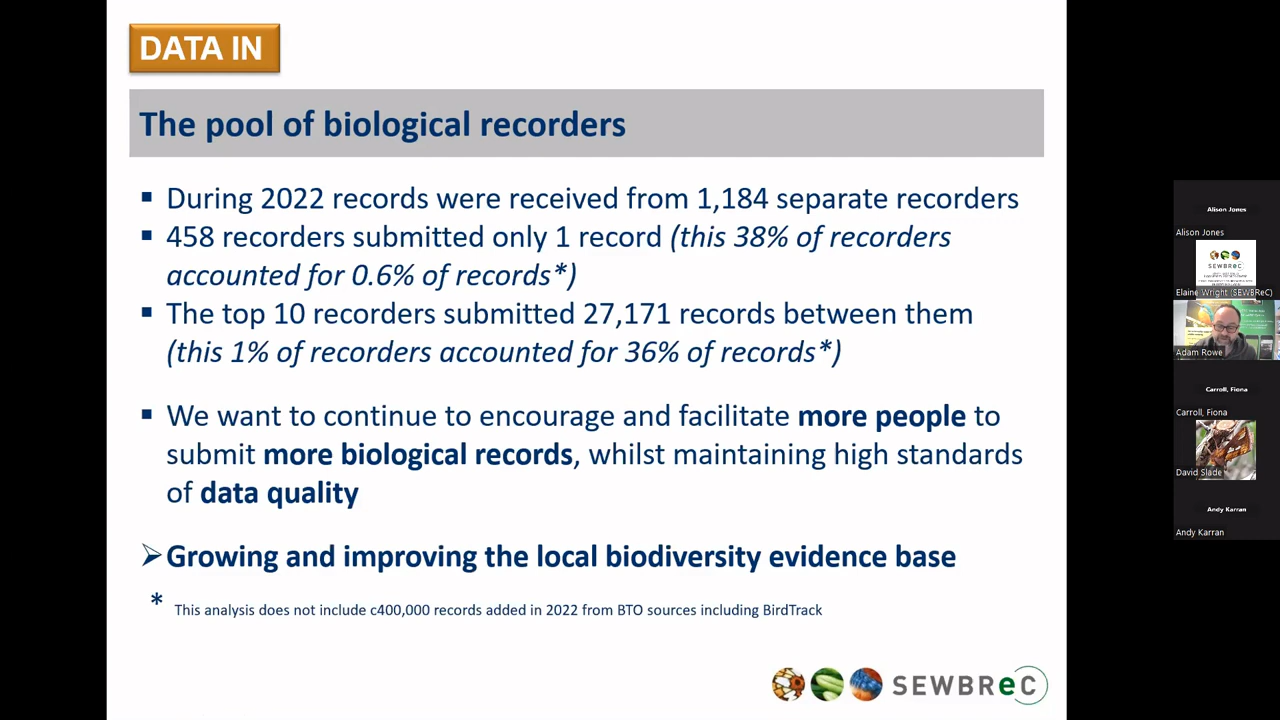 DATA IN
The pool of biological recorders
▪ During 2022 records were received from 1,184 separate recorders
▪ 458 recorders submitted only 1 record (this 38% of recorders
accounted for 0.6% of records*)
▪ The top 10 recorders submitted 27,171 records between them
(this 1% of recorders accounted for 36% of records*)
▪ We want to continue to encourage and facilitate more people to
submit more biological records, whilst maintaining high standards
of data quality
➢ Growing and improving the local biodiversity evidence base
* This analysis does not include c400,000 records added in 2022 from BTO sources including BirdTrack
SEWBReC
Alison Jones
Alison Jones
SEWBReC
Elaine Wright (SEWBReC)
Adam Rowe
Carroll, Fiona
Carroll, Fiona
David Slade
Andy Karran
Andy Karran